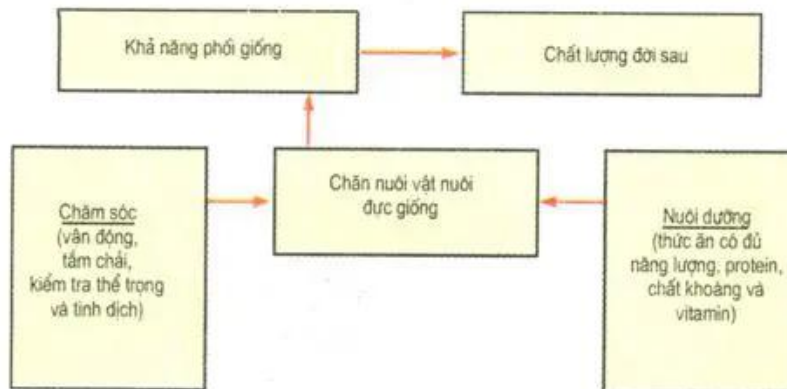 Khả năng phối giống
Chất lượng đời sau
Chăn nuôi vật nuôi
đực giống
Chăm sóc
(vân động,
tắm chải,
kiểm tra thể trọng
và tinh dịch)
Nuôi dưỡng
(thức ăn có đủ
năng lượng, protein,
chất khoáng và
vitamin)